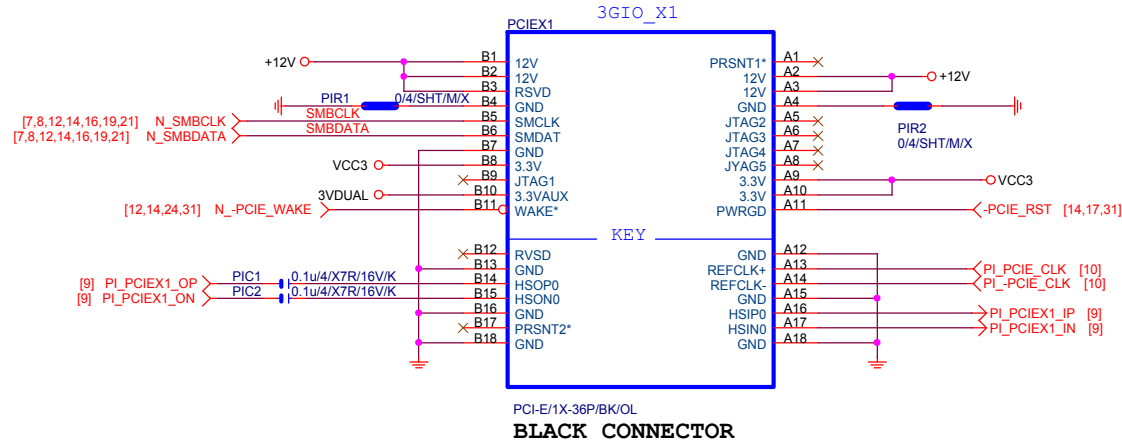 3GIO_X1
PCIEX1
+12V B1 12V PRSNT1* A1
B2 12V 12V A2 +12V
B3 RSVD 12V A3
PIR1 0/4/SHT/M/X B4 GND GND A4
[7,8,12,14,16,19,21] N_SMBCLK SMBCLK B5 SMCLK JTAG2 A5
[7,8,12,14,16,19,21] N_SMBDATA SMBDATA B6 SMDAT JTAG3 A6 PIR2
B7 GND JTAG4 A7 0/4/SHT/M/X
VCC3 B8 3.3V JYAG5 A8
B9 JTAG1 3.3V A9 VCC3
3VDUAL B10 3.3VAUX 3.3V A10
[12,14,24,31] N_-PCIE_WAKE B11 WAKE* PWRGD A11 -PCIE_RST [14,17,31]
KEY
B12 RVSD GND A12
B13 GND REFCLK+ A13 PI_PCIE_CLK [10]
[9] PI_PCIEX1_OP PIC1 0.1u/4/X7R/16V/K B14 HSOP0 REFCLK- A14 PI_-PCIE_CLK [10]
[9] PI_PCIEX1_ON PIC2 0.1u/4/X7R/16V/K B15 HSON0 GND A15
B16 GND HSIP0 A16 PI_PCIEX1_IP [9]
B17 PRSNT2* HSIN0 A17 PI_PCIEX1_IN [9]
B18 GND GND A18
PCI-E/1X-36P/BK/OL
BLACK CONNECTOR